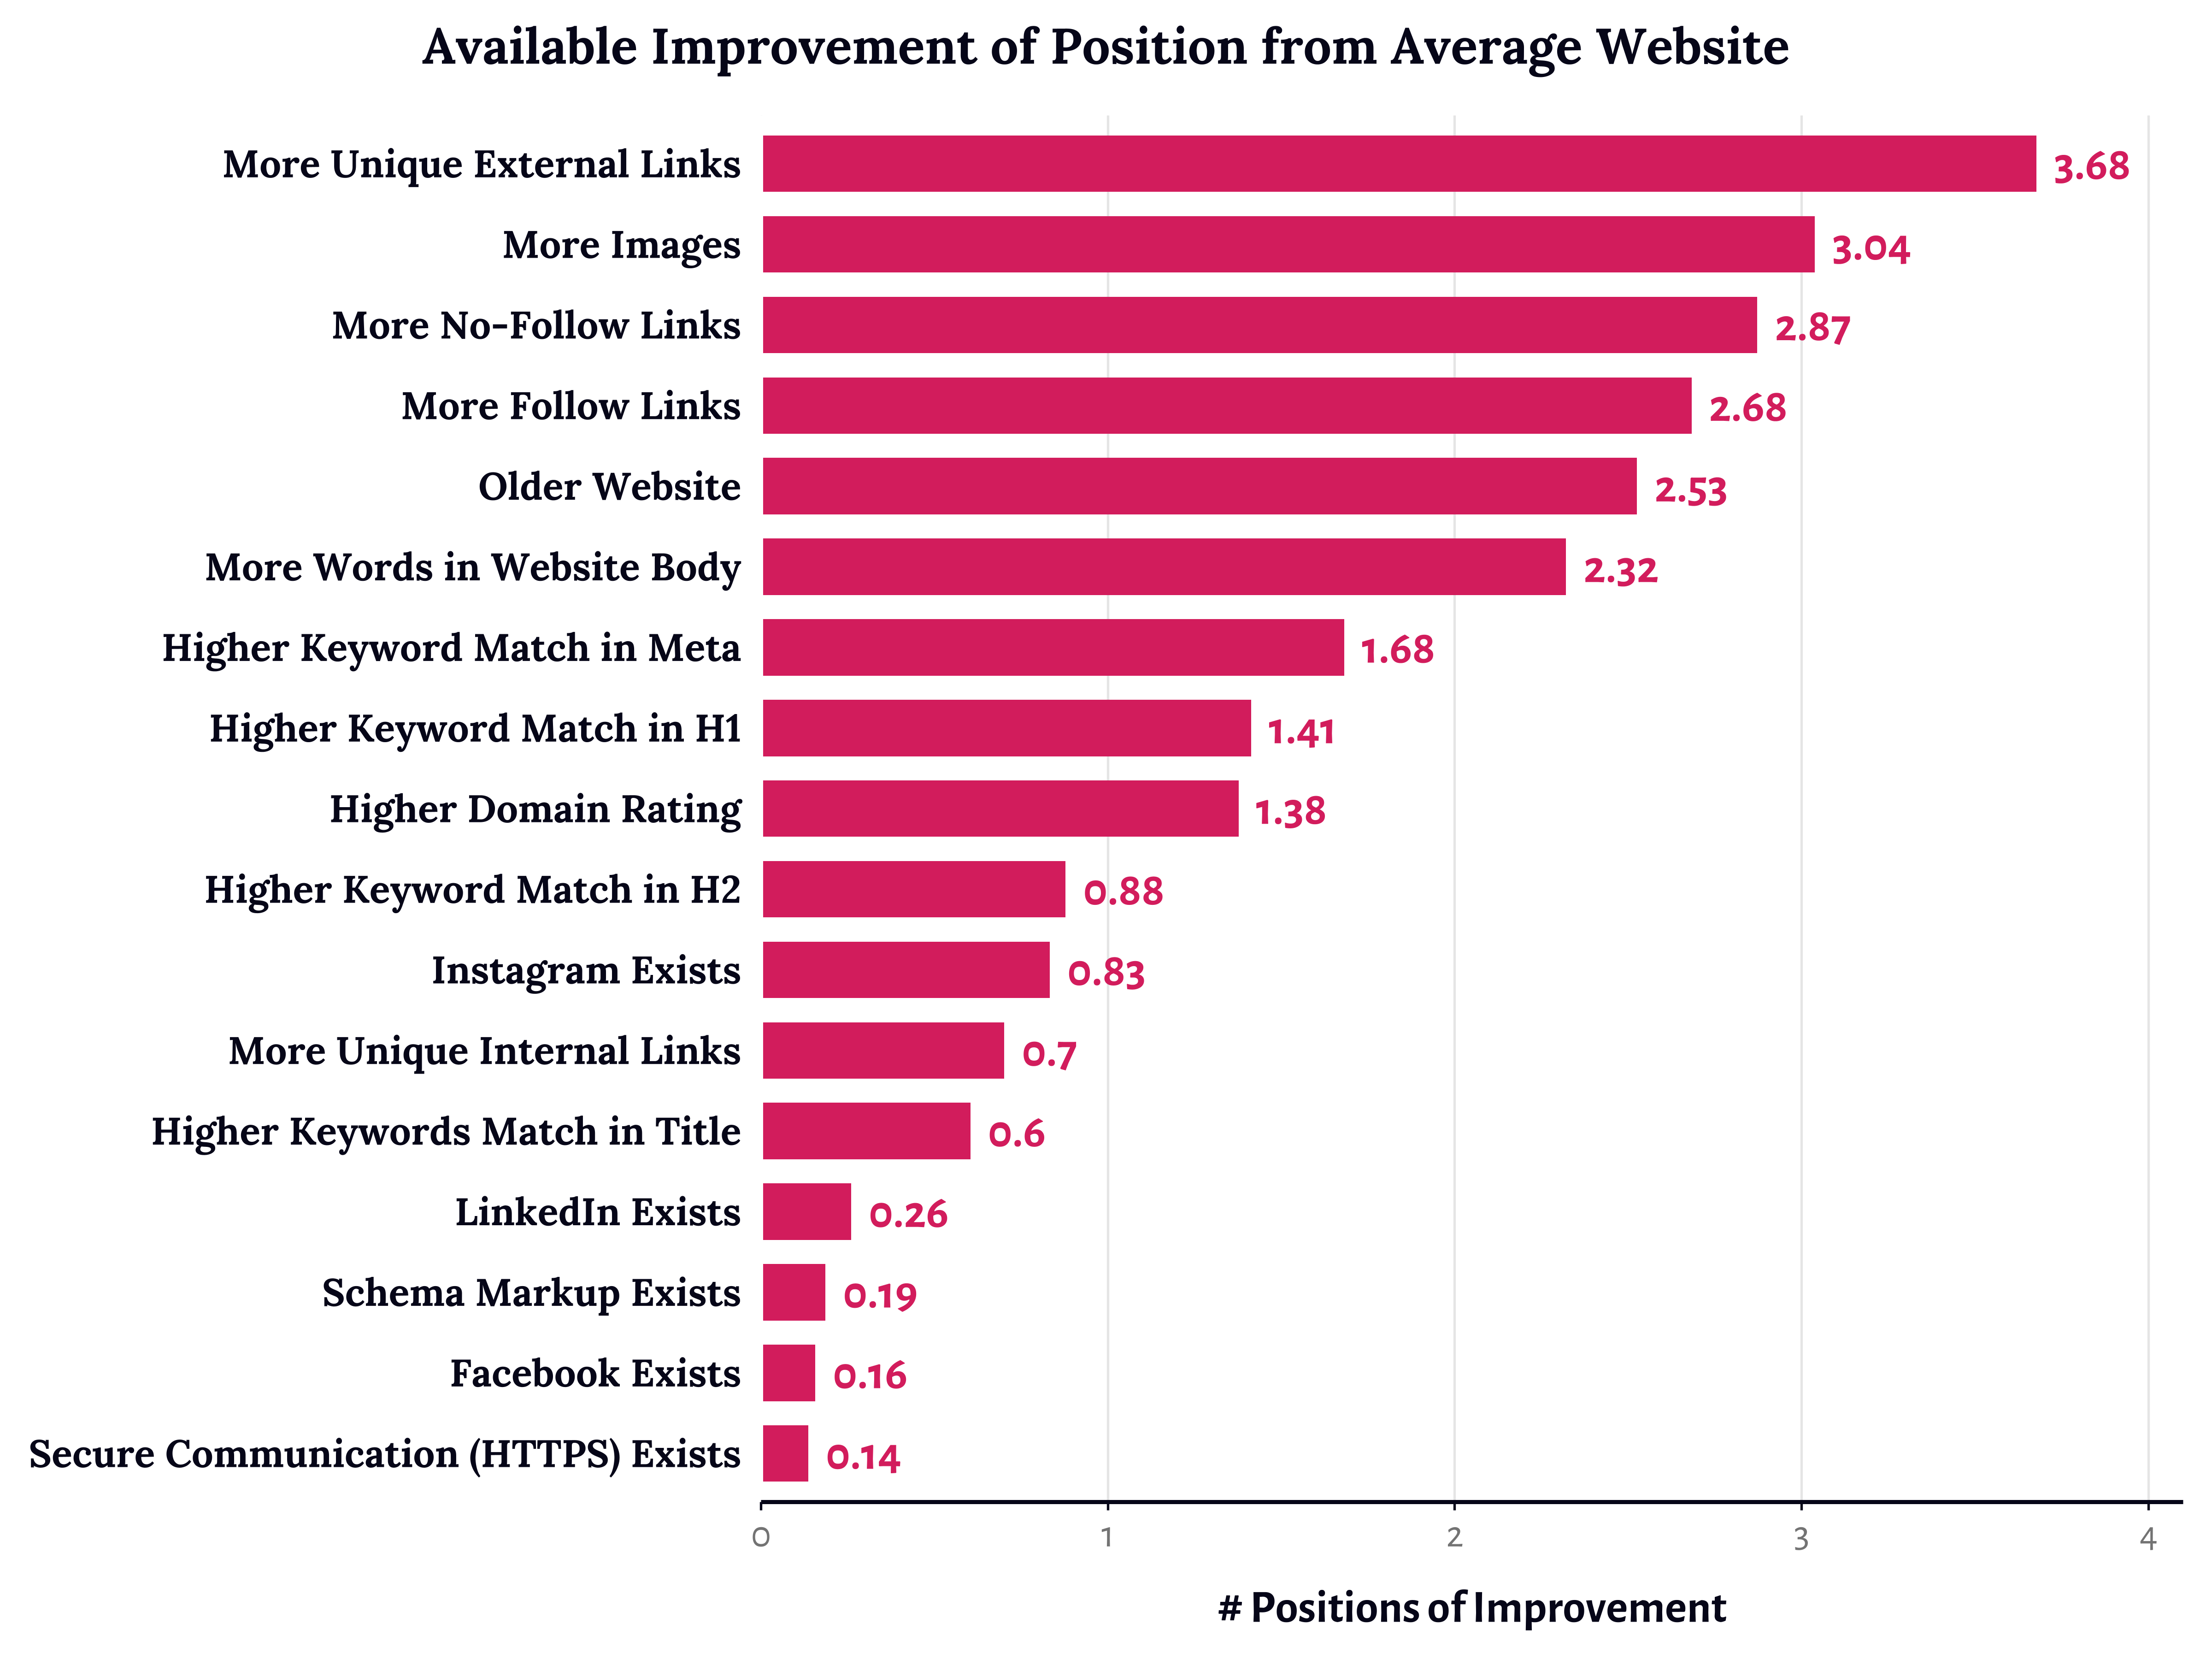 Available Improvement of Position from Average Website
More Unique External Links 3.68
More Images 3.04
More No-Follow Links 2.87
More Follow Links 2.68
Older Website 2.53
More Words in Website Body 2.32
Higher Keyword Match in Meta 1.68
Higher Keyword Match in H1 1.41
Higher Domain Rating 1.38
Higher Keyword Match in H2 0.88
Instagram Exists 0.83
More Unique Internal Links 0.7
Higher Keywords Match in Title 0.6
LinkedIn Exists 0.26
Schema Markup Exists 0.19
Facebook Exists 0.16
Secure Communication (HTTPS) Exists 0.14
0 1 2 3 4
# Positions of Improvement